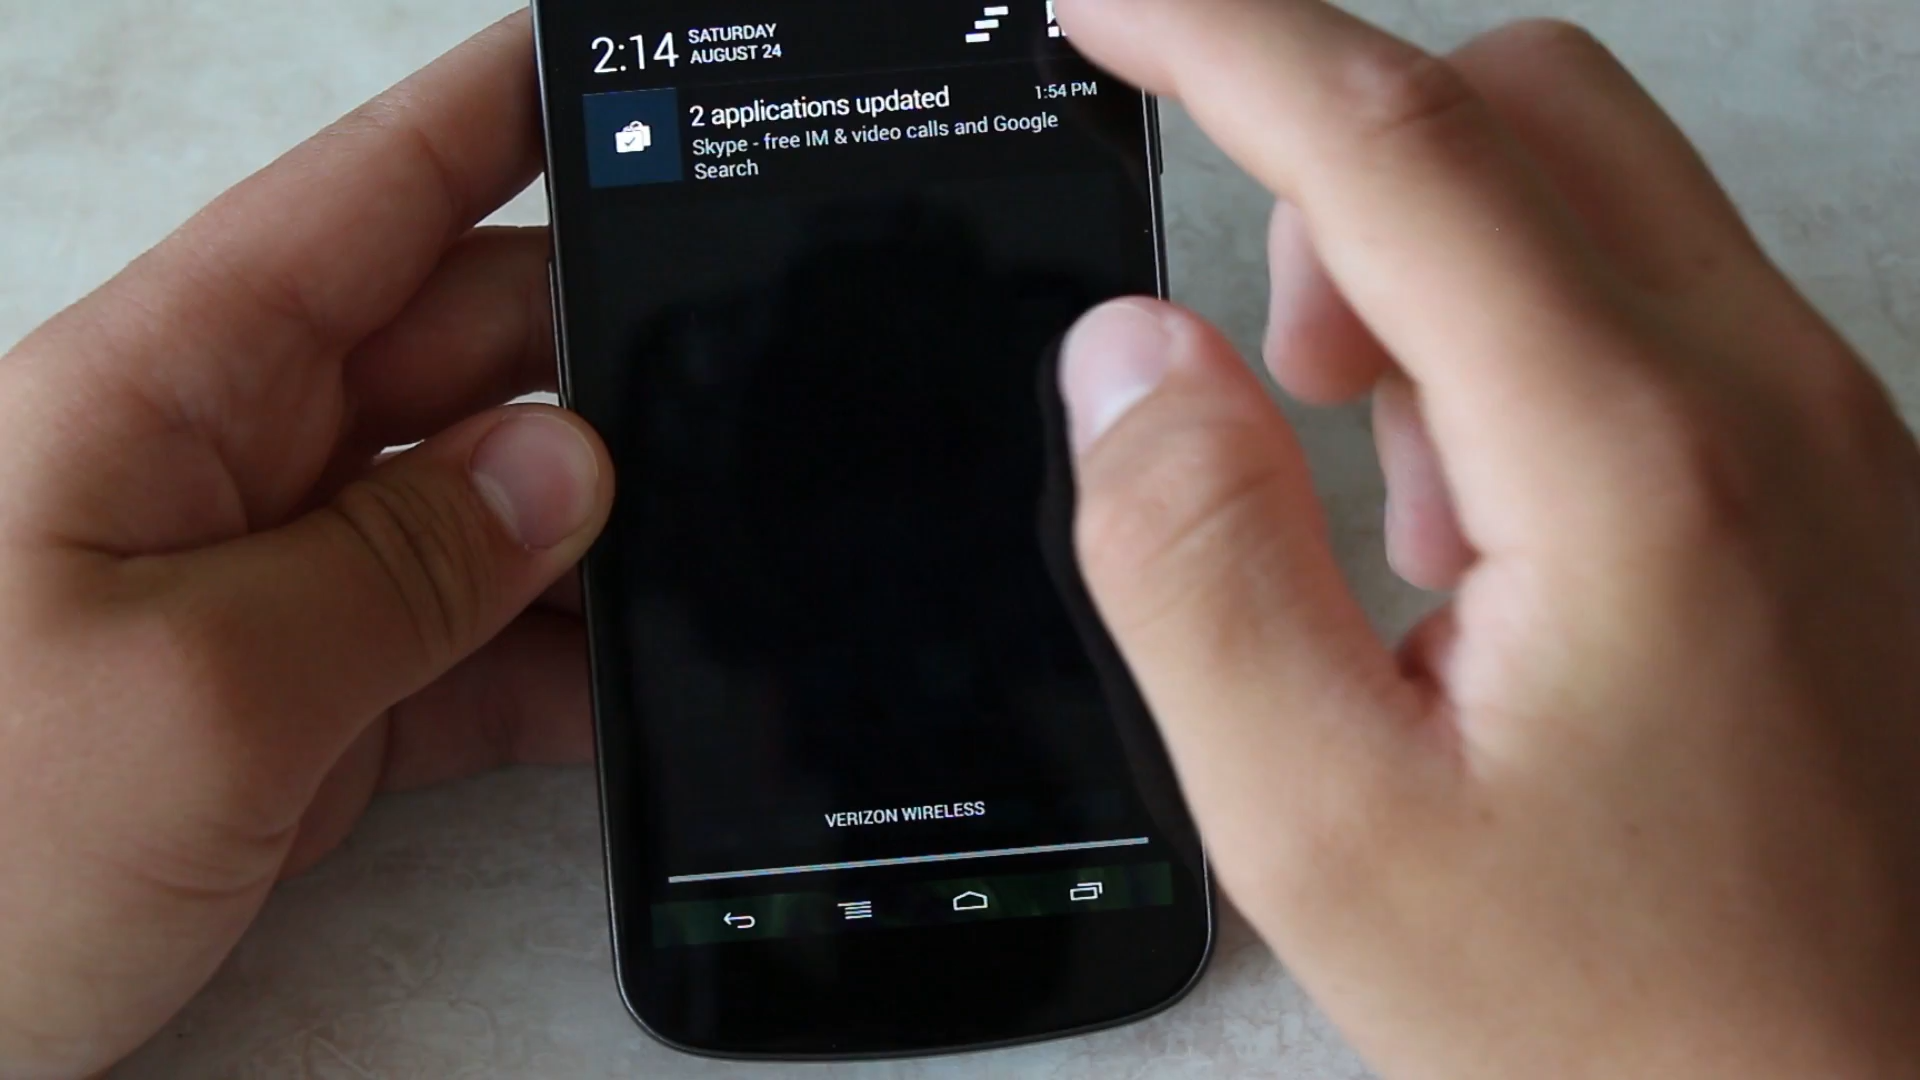 2:14 SATURDAY
AUGUST 24
2 applications updated 1:54 PM
Skype - free IM & video calls and Google
Search
VERIZON WIRELESS